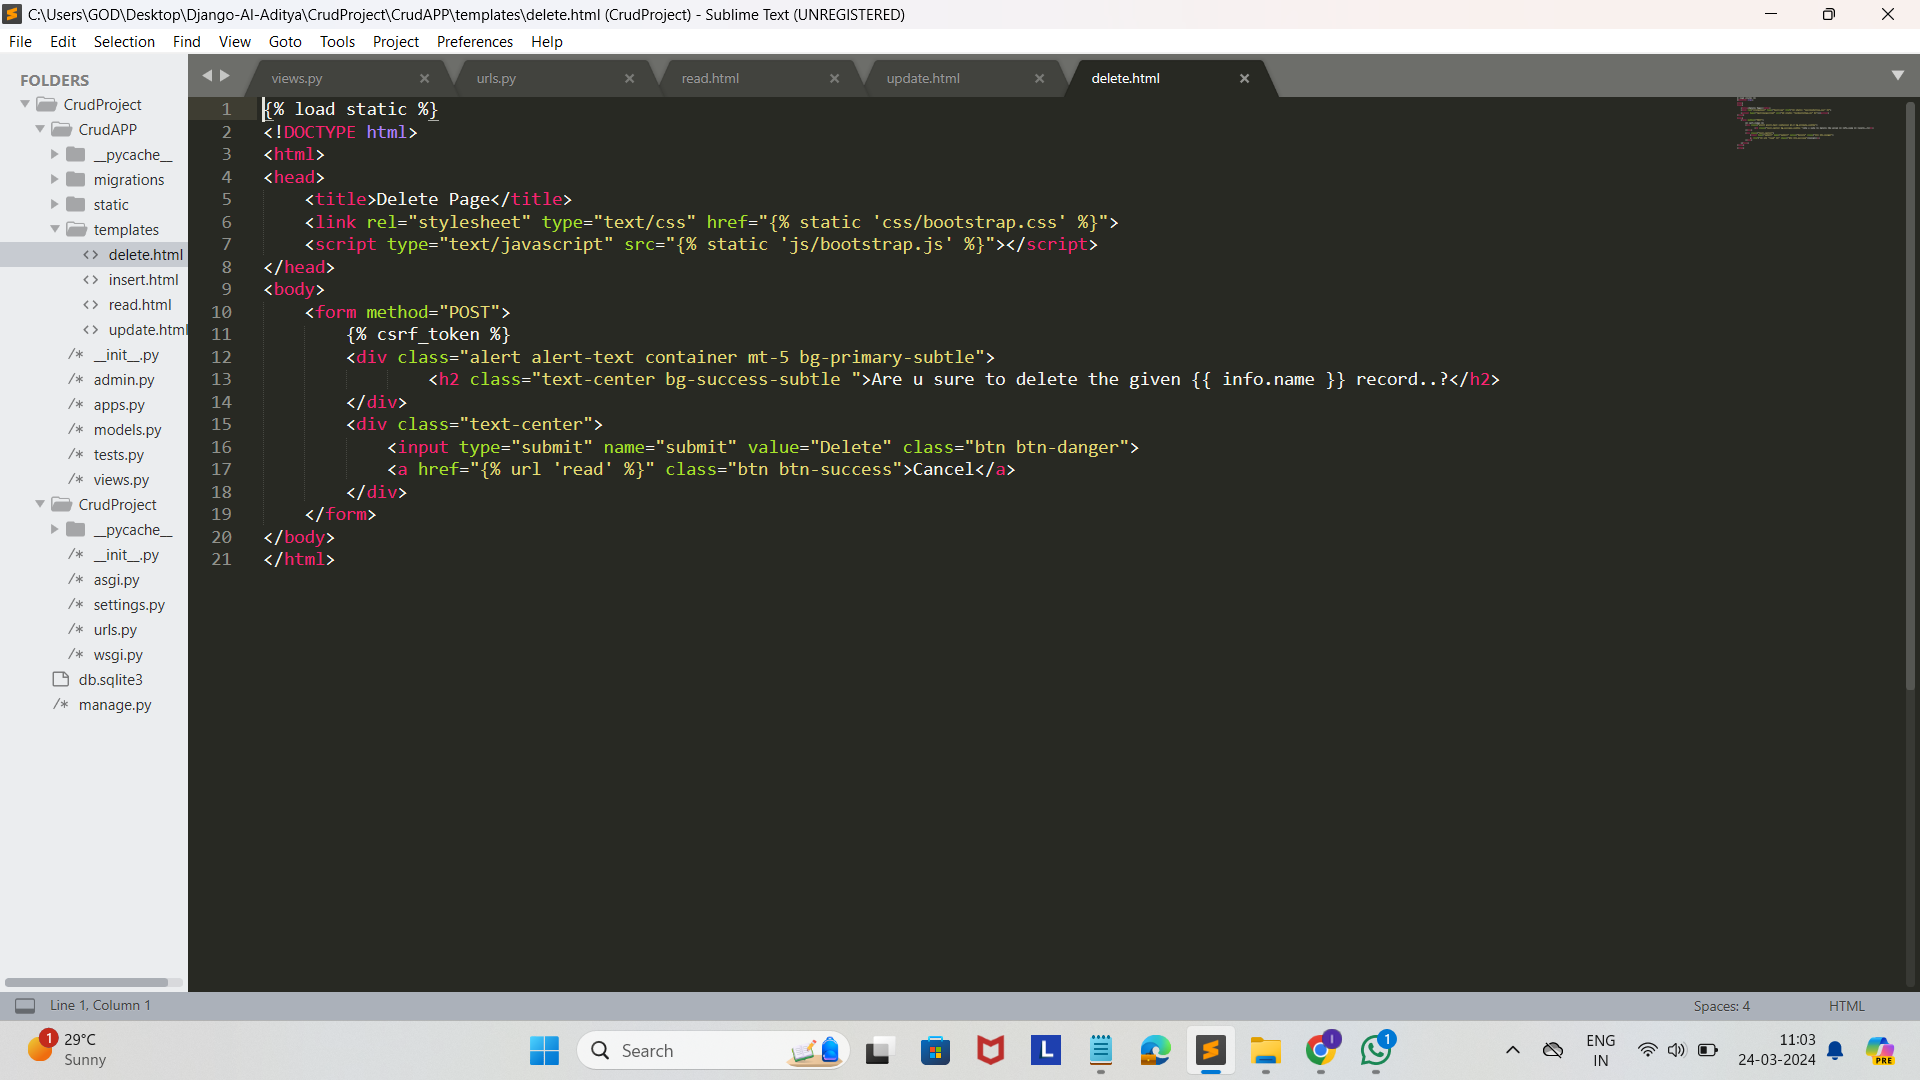 C:\Users\GOD\Desktop\Django-AI-Aditya\CrudProject\CrudAPP\templates\delete.html (CrudProject) - Sublime Text (UNREGISTERED)
File Edit Selection Find View Goto Tools Project Preferences Help
FOLDERS
CrudProject
CrudAPP
__pycache__
migrations
static
templates
<> delete.html
<> insert.html
<> read.html
<> update.html
/* __init__.py
/* admin.py
/* apps.py
/* models.py
/* tests.py
/* views.py
CrudProject
__pycache__
/* __init__.py
/* asgi.py
/* settings.py
/* urls.py
/* wsgi.py
db.sqlite3
/* manage.py
views.py urls.py read.html update.html delete.html
1 {% load static %}
2 <!DOCTYPE html>
3 <html>
4 <head>
5 <title>Delete Page</title>
6 <link rel="stylesheet" type="text/css" href="{% static 'css/bootstrap.css' %}">
7 <script type="text/javascript" src="{% static 'js/bootstrap.js' %}"></script>
8 </head>
9 <body>
10 <form method="POST">
11 {% csrf_token %}
12 <div class="alert alert-text container mt-5 bg-primary-subtle">
13 <h2 class="text-center bg-success-subtle ">Are u sure to delete the given {{ info.name }} record..?</h2>
14 </div>
15 <div class="text-center">
16 <input type="submit" name="submit" value="Delete" class="btn btn-danger">
17 <a href="{% url 'read' %}" class="btn btn-success">Cancel</a>
18 </div>
19 </form>
20 </body>
21 </html>
Line 1, Column 1 Spaces: 4 HTML
1
29°C
Sunny
Search
L
1
ENG
IN
11:03
24-03-2024
PRE